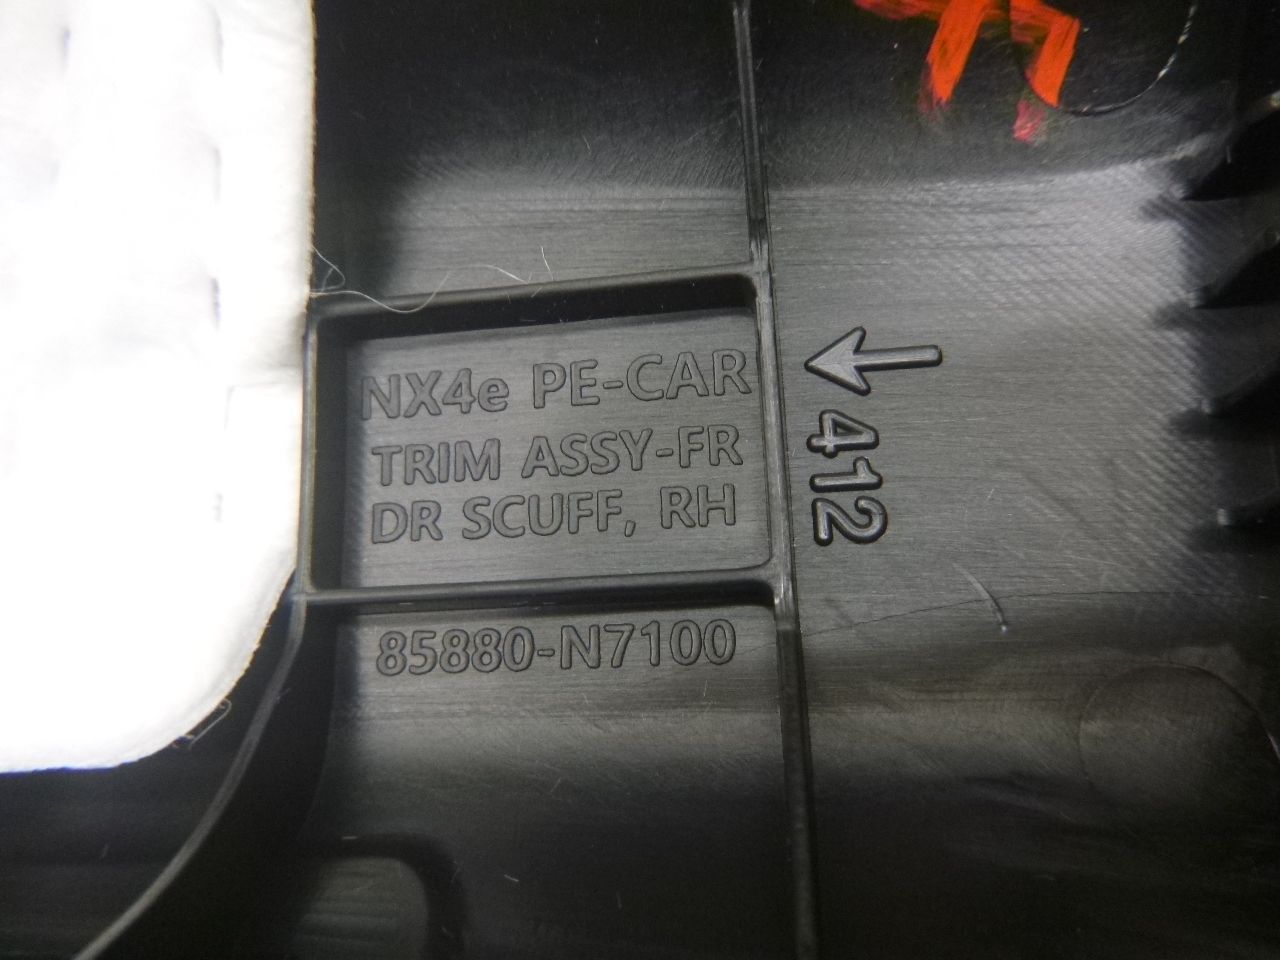 NX4e PE-CAR
TRIM ASSY-FR
DR SCUFF, RH
85880-N7100
412